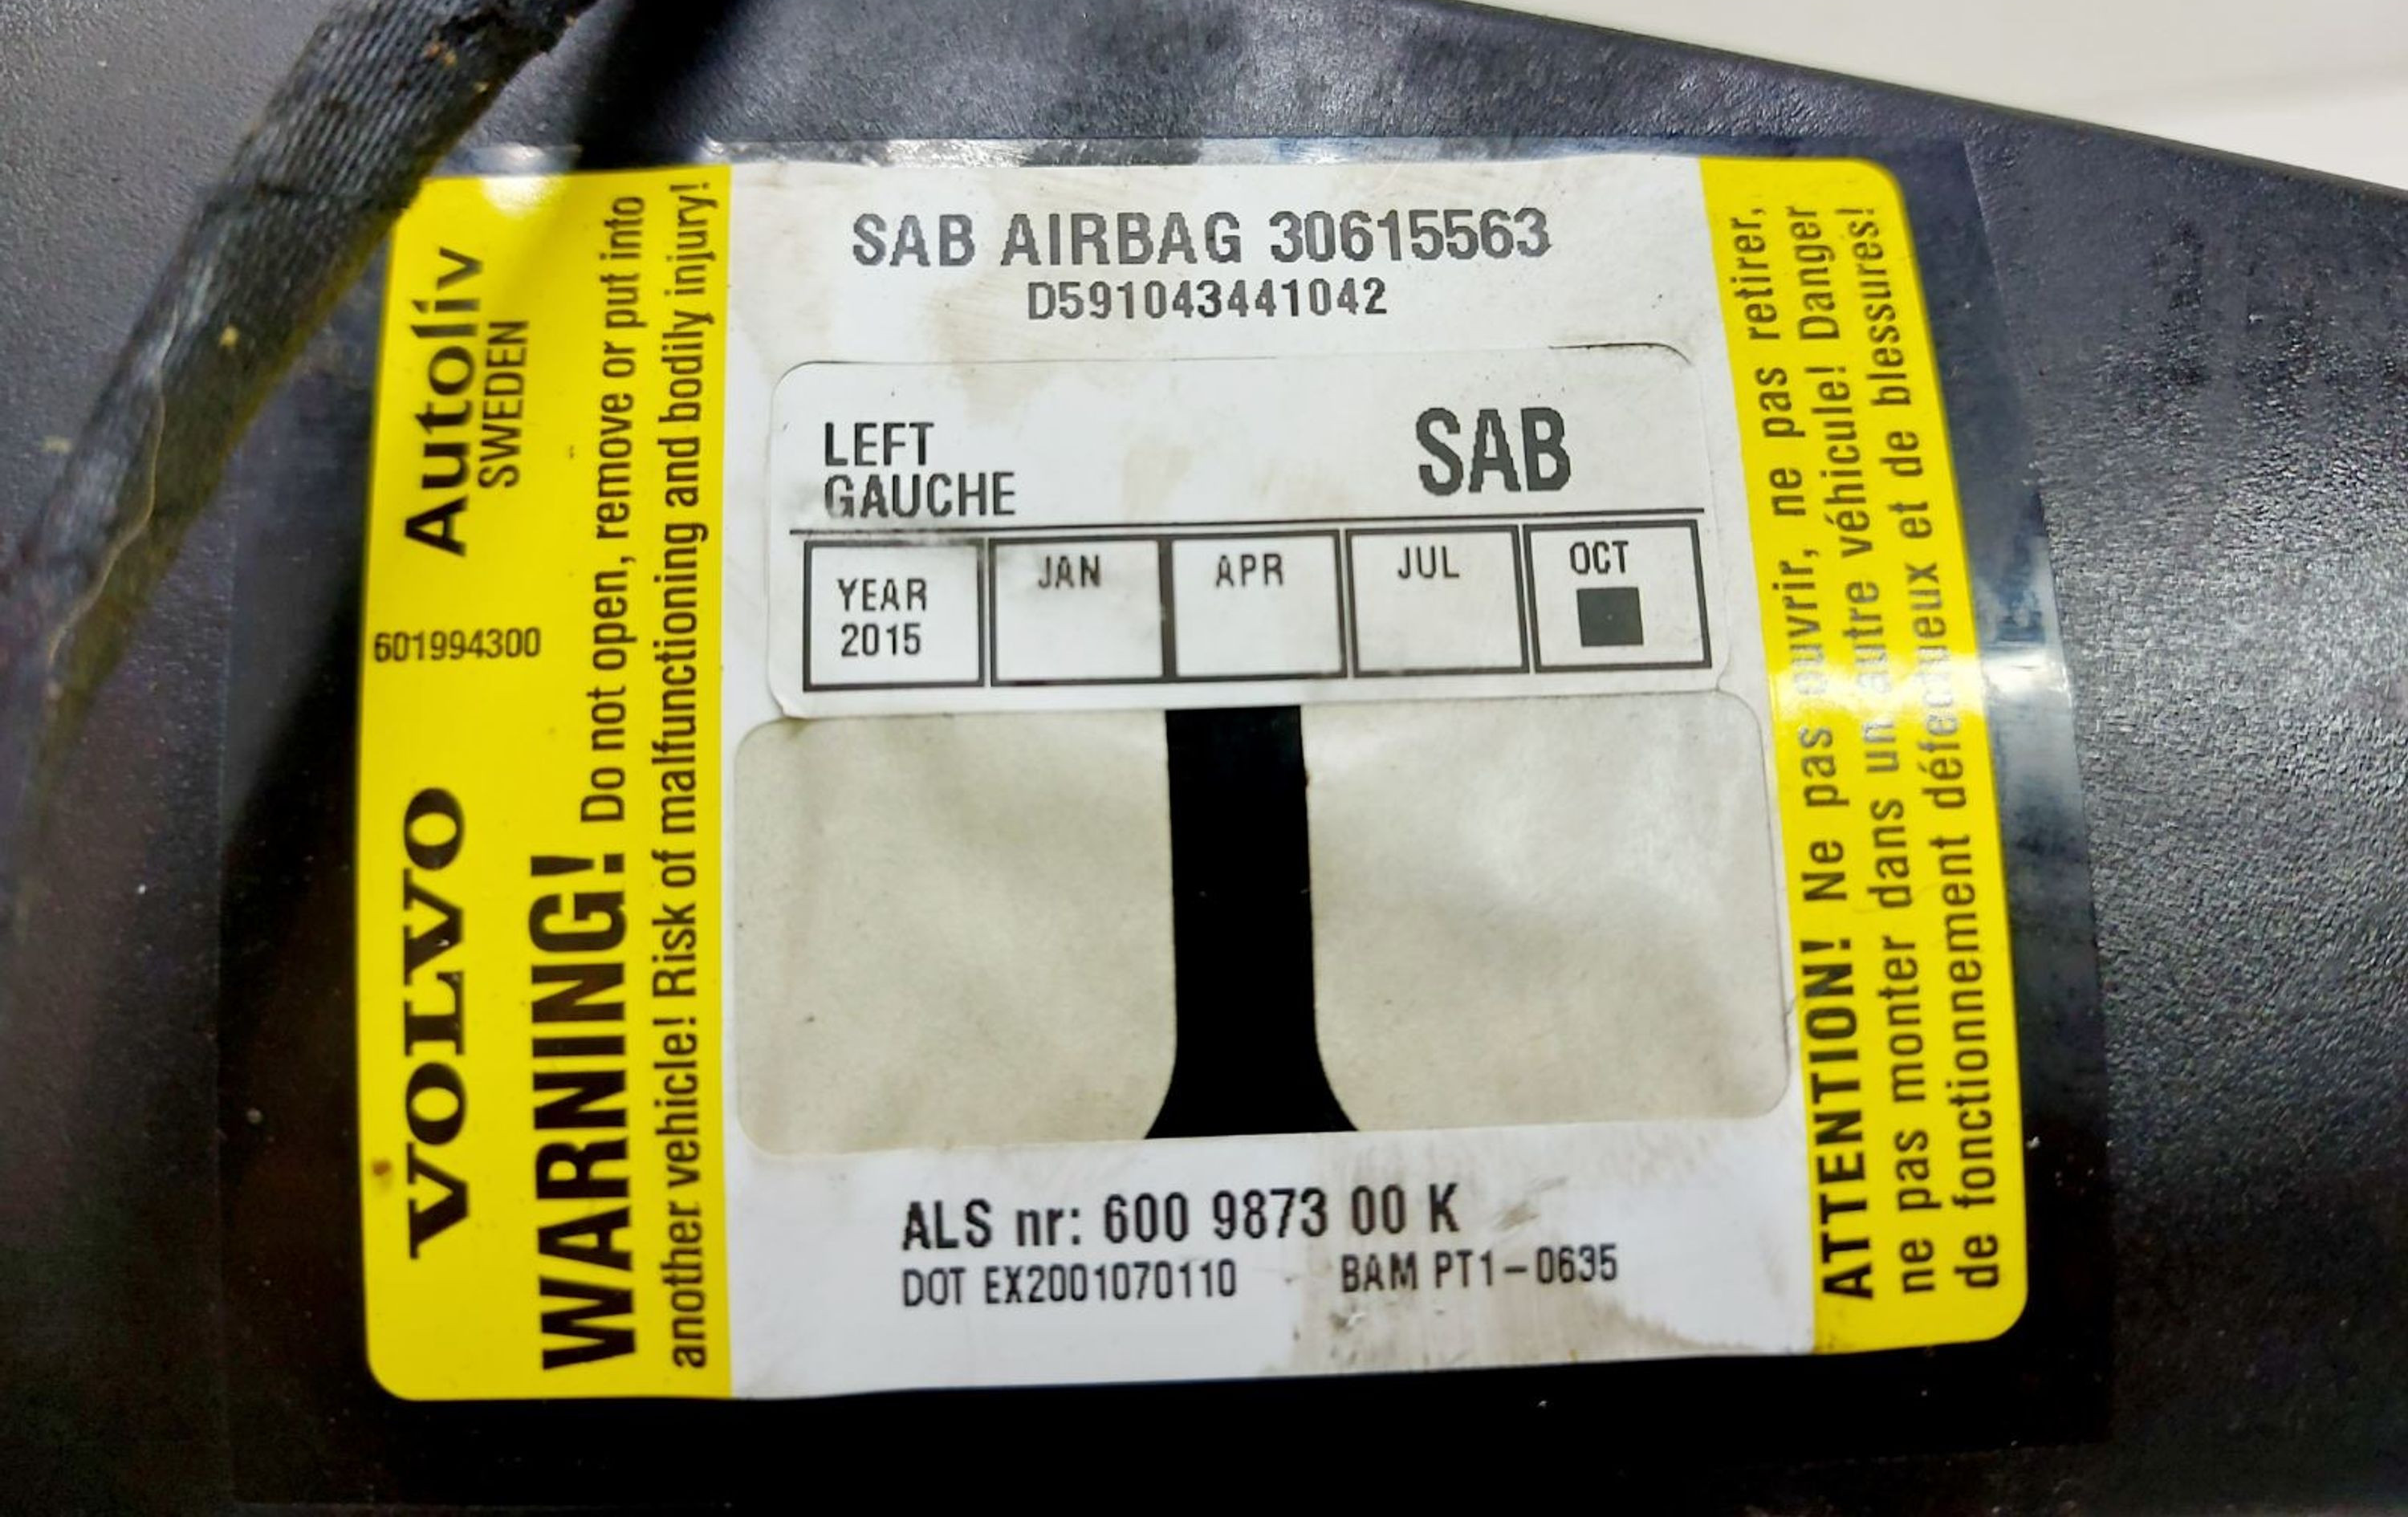 VOLVO 601994300 Autoliv
SWEDEN
WARNING! Do not open, remove or put into
another vehicle! Risk of malfunctioning and bodily injury!
SAB AIRBAG 30615563
D591043441042
LEFT
GAUCHE
SAB
YEAR
2015
JAN
APR
JUL
OCT
ALS nr: 600 9873 00 K
DOT EX2001070110 BAM PT1-0635
ATTENTION! Ne pas ouvrir, ne pas retirer,
ne pas monter dans un autre véhicule! Danger
de fonctionnement défectueux et de blessures!